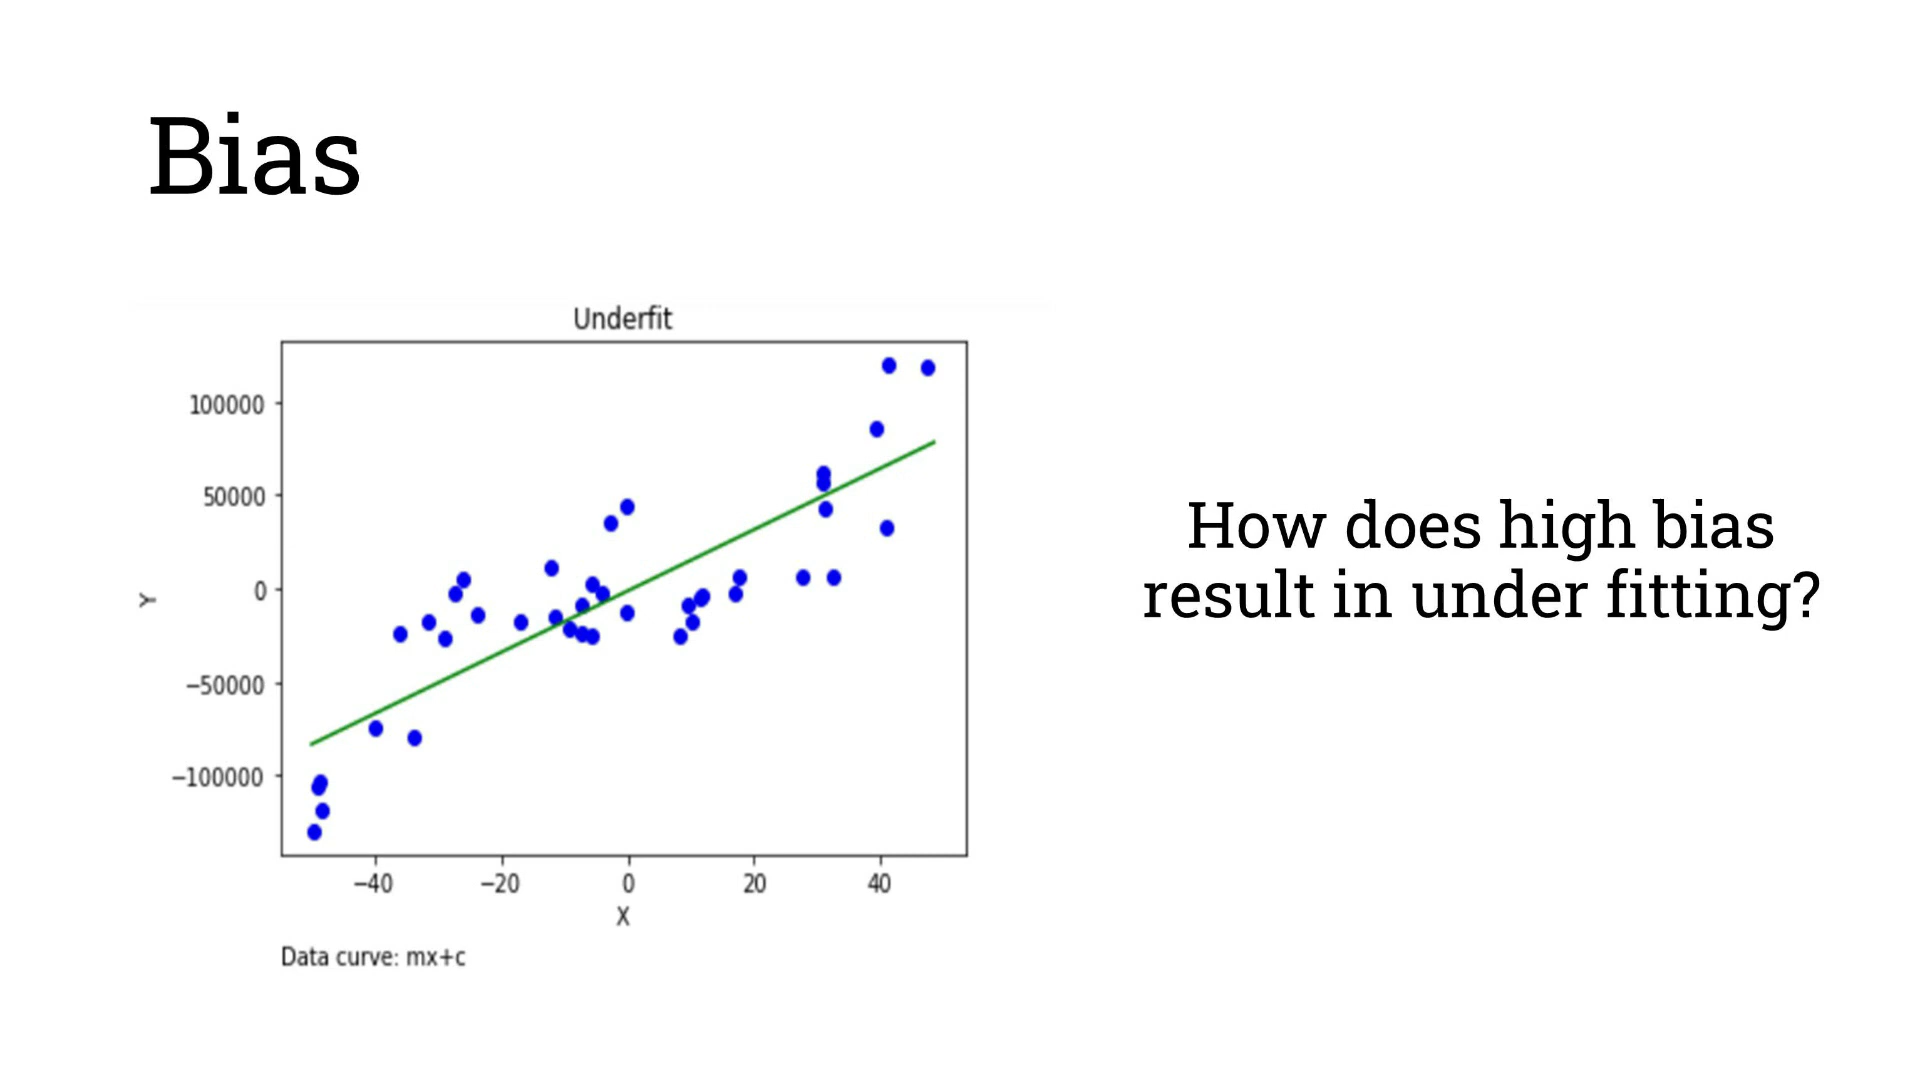 Bias
Underfit
100000
50000
0
−50000
−100000
Y
−40 −20 0 20 40
X
Data curve: mx+c
How does high bias
result in under fitting?